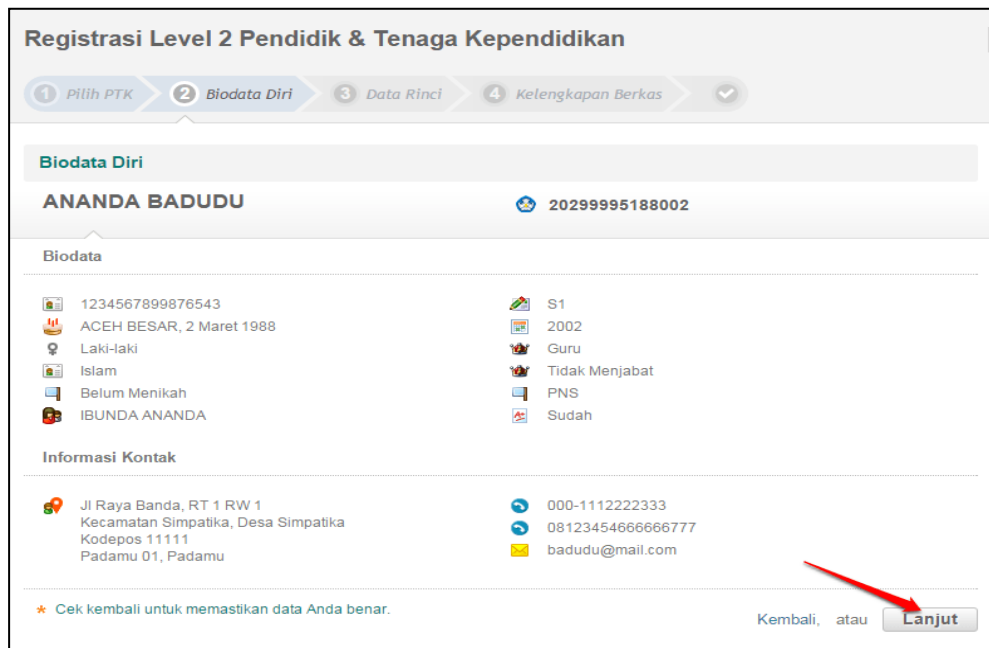 Registrasi Level 2 Pendidik & Tenaga Kependidikan
1 Pilih PTK 2 Biodata Diri 3 Data Rinci 4 Kelengkapan Berkas
Biodata Diri
ANANDA BADUDU 20299995188002
Biodata
1234567899876543 S1
ACEH BESAR, 2 Maret 1988 2002
Laki-laki Guru
Islam Tidak Menjabat
Belum Menikah PNS
IBUNDA ANANDA Sudah
Informasi Kontak
Jl Raya Banda, RT 1 RW 1 000-1112222333
Kecamatan Simpatika, Desa Simpatika 08123454666666777
Kodepos 11111 badudu@mail.com
Padamu 01, Padamu
* Cek kembali untuk memastikan data Anda benar.
Kembali, atau Lanjut